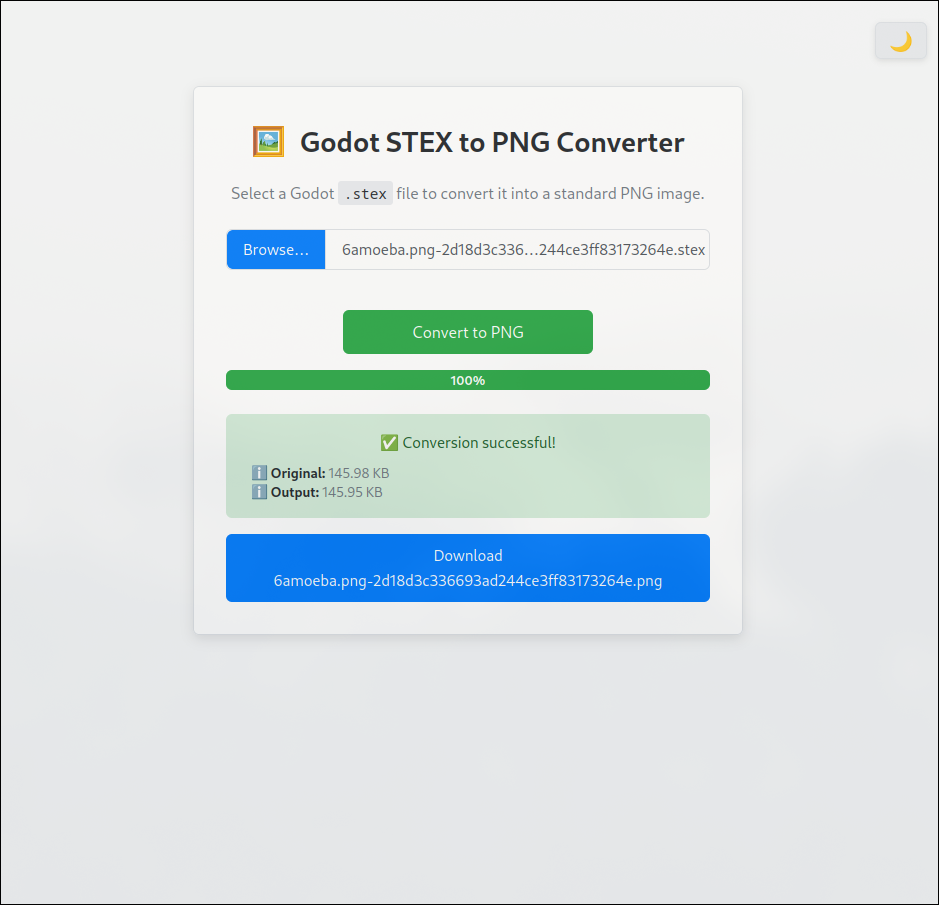 Godot STEX to PNG Converter
Select a Godot .stex file to convert it into a standard PNG image.
Browse... 6amoeba.png-2d18d3c336...244ce3ff83173264e.stex
Convert to PNG
100%
✅ Conversion successful!
ℹ️ Original: 145.98 KB
ℹ️ Output: 145.95 KB
Download
6amoeba.png-2d18d3c336693ad244ce3ff83173264e.png